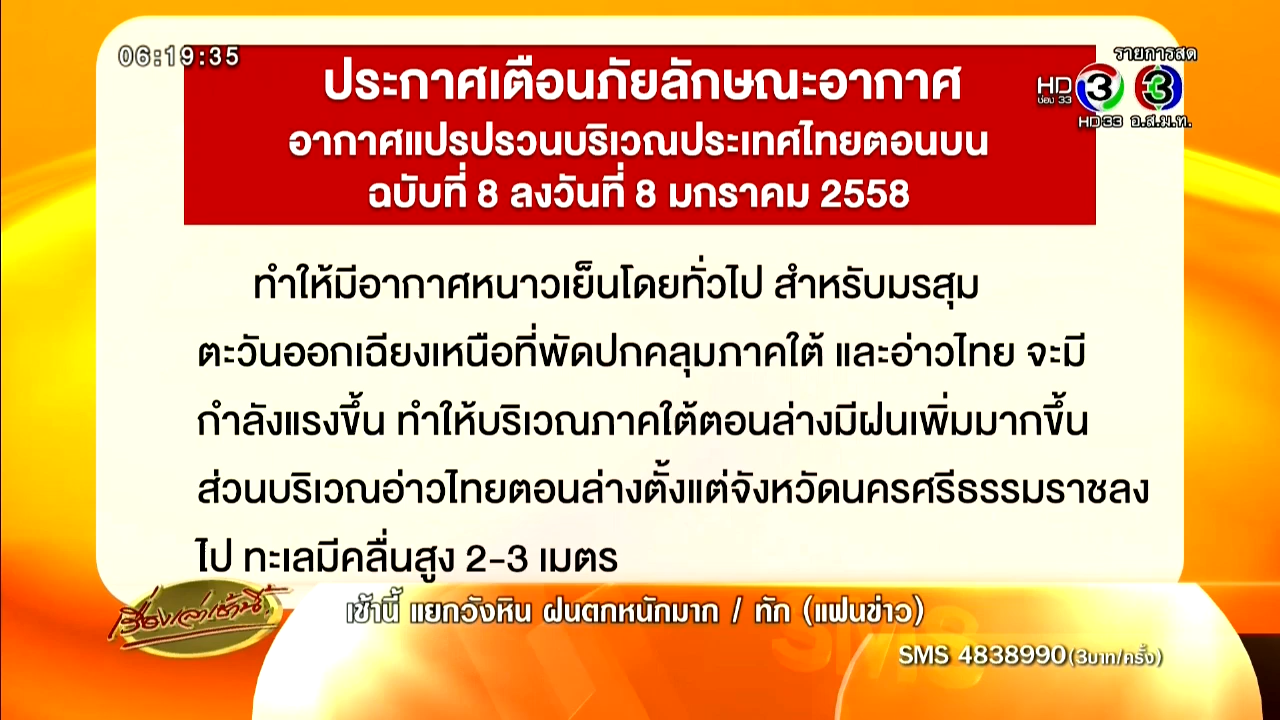 06:19:35
รายการสด
HD 3 3
ช่อง 33
HD33 อ.ส.ม.ท.
ประกาศเตือนภัยลักษณะอากาศ
อากาศแปรปรวนบริเวณประเทศไทยตอนบน
ฉบับที่ 8 ลงวันที่ 8 มกราคม 2558
ทำให้มีอากาศหนาวเย็นโดยทั่วไป สำหรับมรสุม
ตะวันออกเฉียงเหนือที่พัดปกคลุมภาคใต้ และอ่าวไทย จะมี
กำลังแรงขึ้น ทำให้บริเวณภาคใต้ตอนล่างมีฝนเพิ่มมากขึ้น
ส่วนบริเวณอ่าวไทยตอนล่างตั้งแต่จังหวัดนครศรีธรรมราชลง
ไป ทะเลมีคลื่นสูง 2-3 เมตร
เรื่องเล่าเช้านี้
เช้านี้ แยกวังหิน ฝนตกหนักมาก / ทัก (แฟนข่าว)
SMS 4838990(3บาท/ครั้ง)